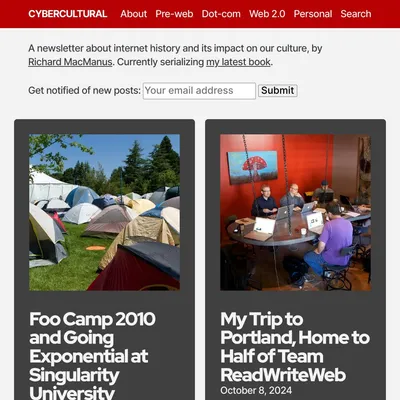 CYBERCULTURAL About Pre-web Dot-com Web 2.0 Personal Search
A newsletter about internet history and its impact on our culture, by
Richard MacManus. Currently serializing my latest book.
Get notified of new posts: Your email address Submit
Foo Camp 2010
and Going
Exponential at
Singularity
University
My Trip to
Portland, Home to
Half of Team
ReadWriteWeb
October 8, 2024